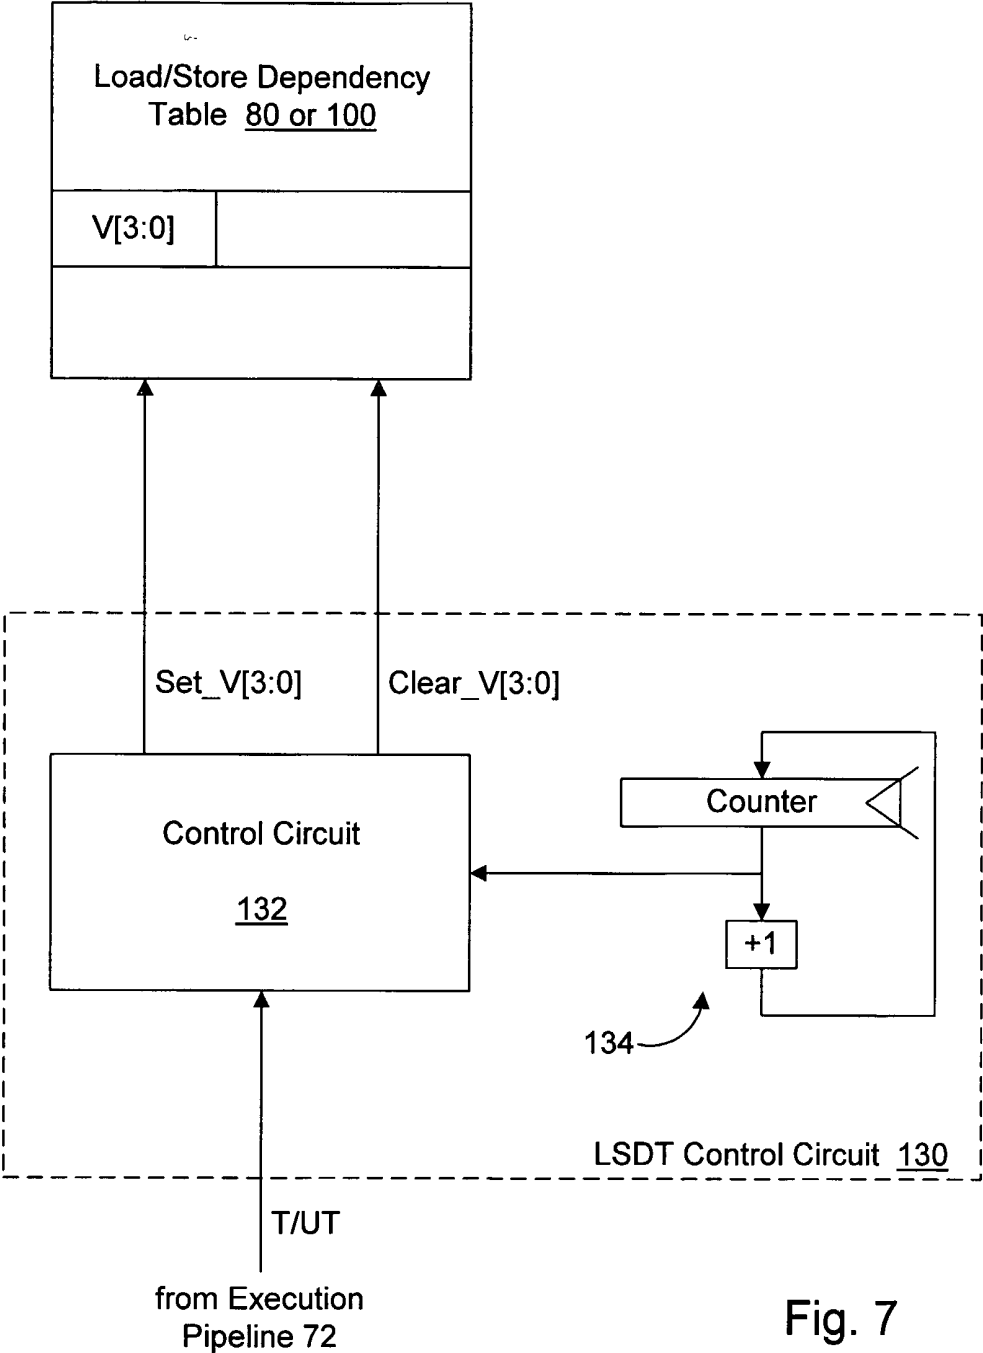 Load/Store Dependency
Table 80 or 100
V[3:0]
Set_V[3:0]
Clear_V[3:0]
Counter
Control Circuit
132
+1
134
LSDT Control Circuit 130
T/UT
from Execution
Pipeline 72
Fig. 7